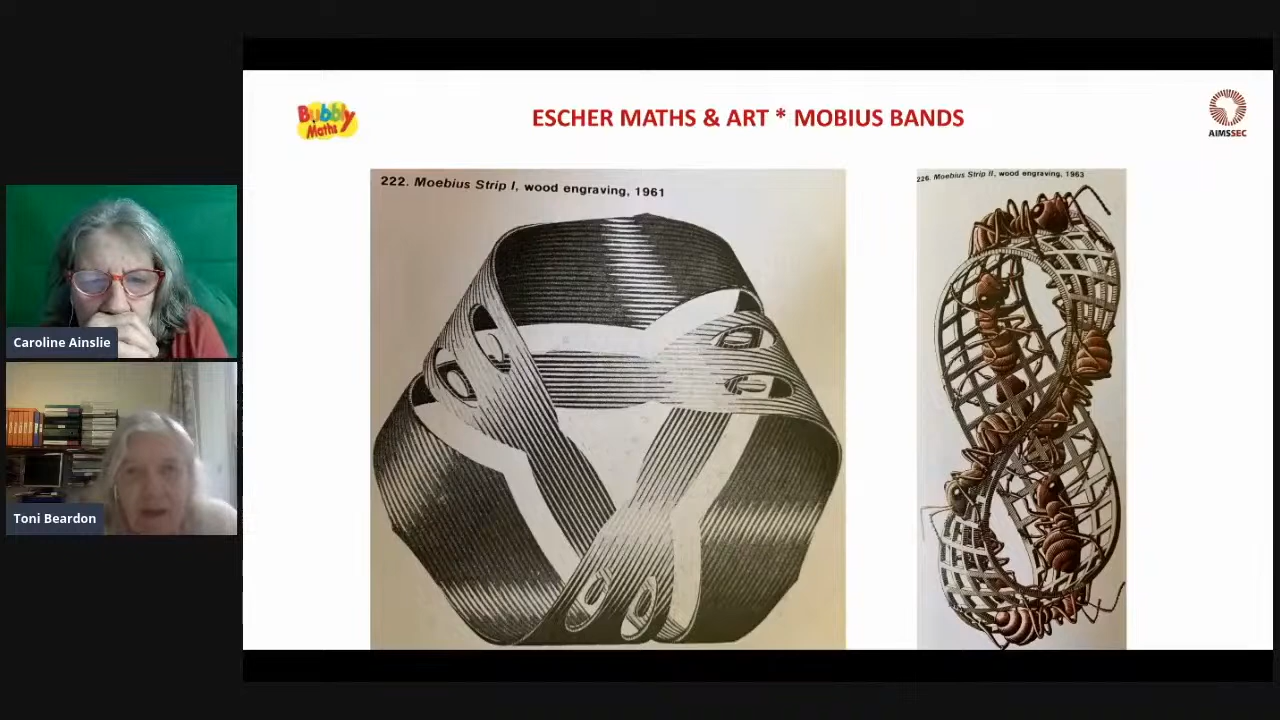 Bubbly
Maths
ESCHER MATHS & ART * MOBIUS BANDS
AIMSSEC
222. Moebius Strip I, wood engraving, 1961
226. Moebius Strip II, wood engraving, 1963
Caroline Ainslie
Toni Beardon